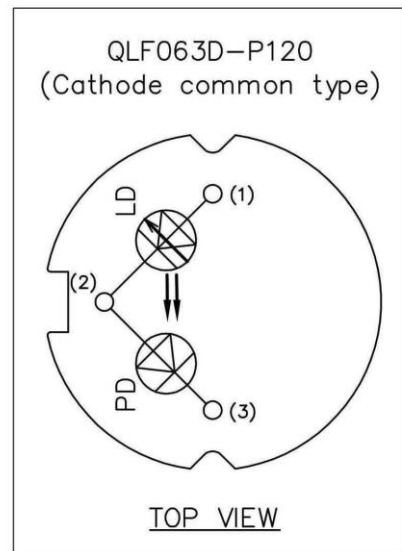 QLF063D-P120
(Cathode common type)
LD
(1)
(2)
PD
(3)
TOP VIEW